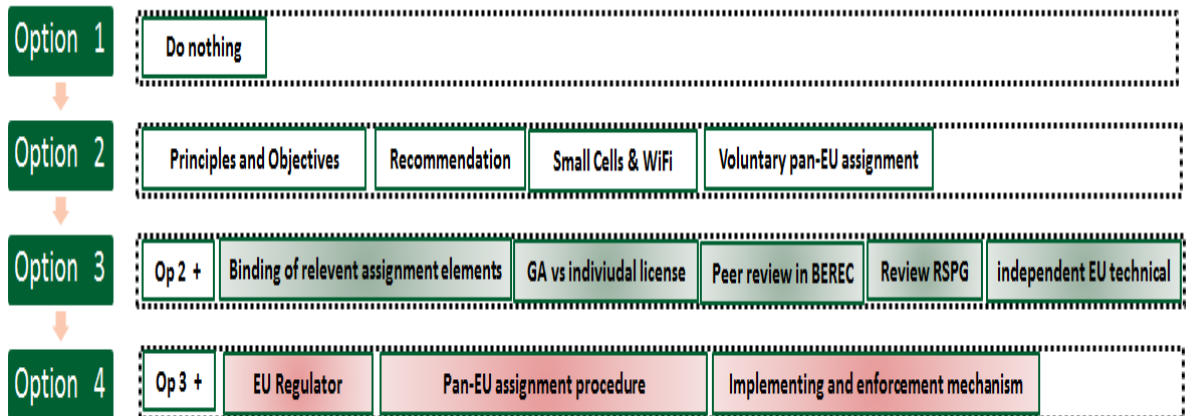 Option 1
Do nothing
Option 2
Principles and Objectives
Recommendation
Small Cells & WiFi
Voluntary pan-EU assignment
Option 3
Op 2 +
Binding of relevent assignment elements
GA vs indiviudal license
Peer review in BEREC
Review RSPG
independent EU technical
Option 4
Op 3 +
EU Regulator
Pan-EU assignment procedure
Implementing and enforcement mechanism